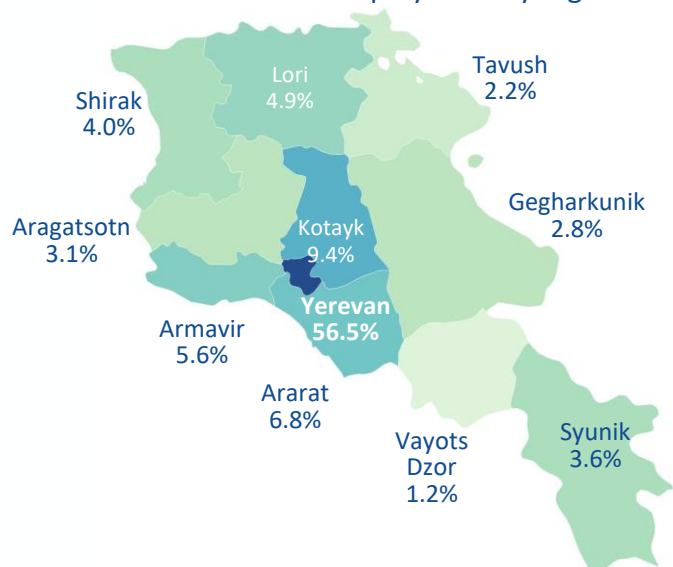 Tavush
2.2%
Lori
4.9%
Shirak
4.0%
Gegharkunik
2.8%
Aragatsotn
3.1%
Kotayk
9.4%
Yerevan
56.5%
Armavir
5.6%
Ararat
6.8%
Vayots
Dzor
1.2%
Syunik
3.6%